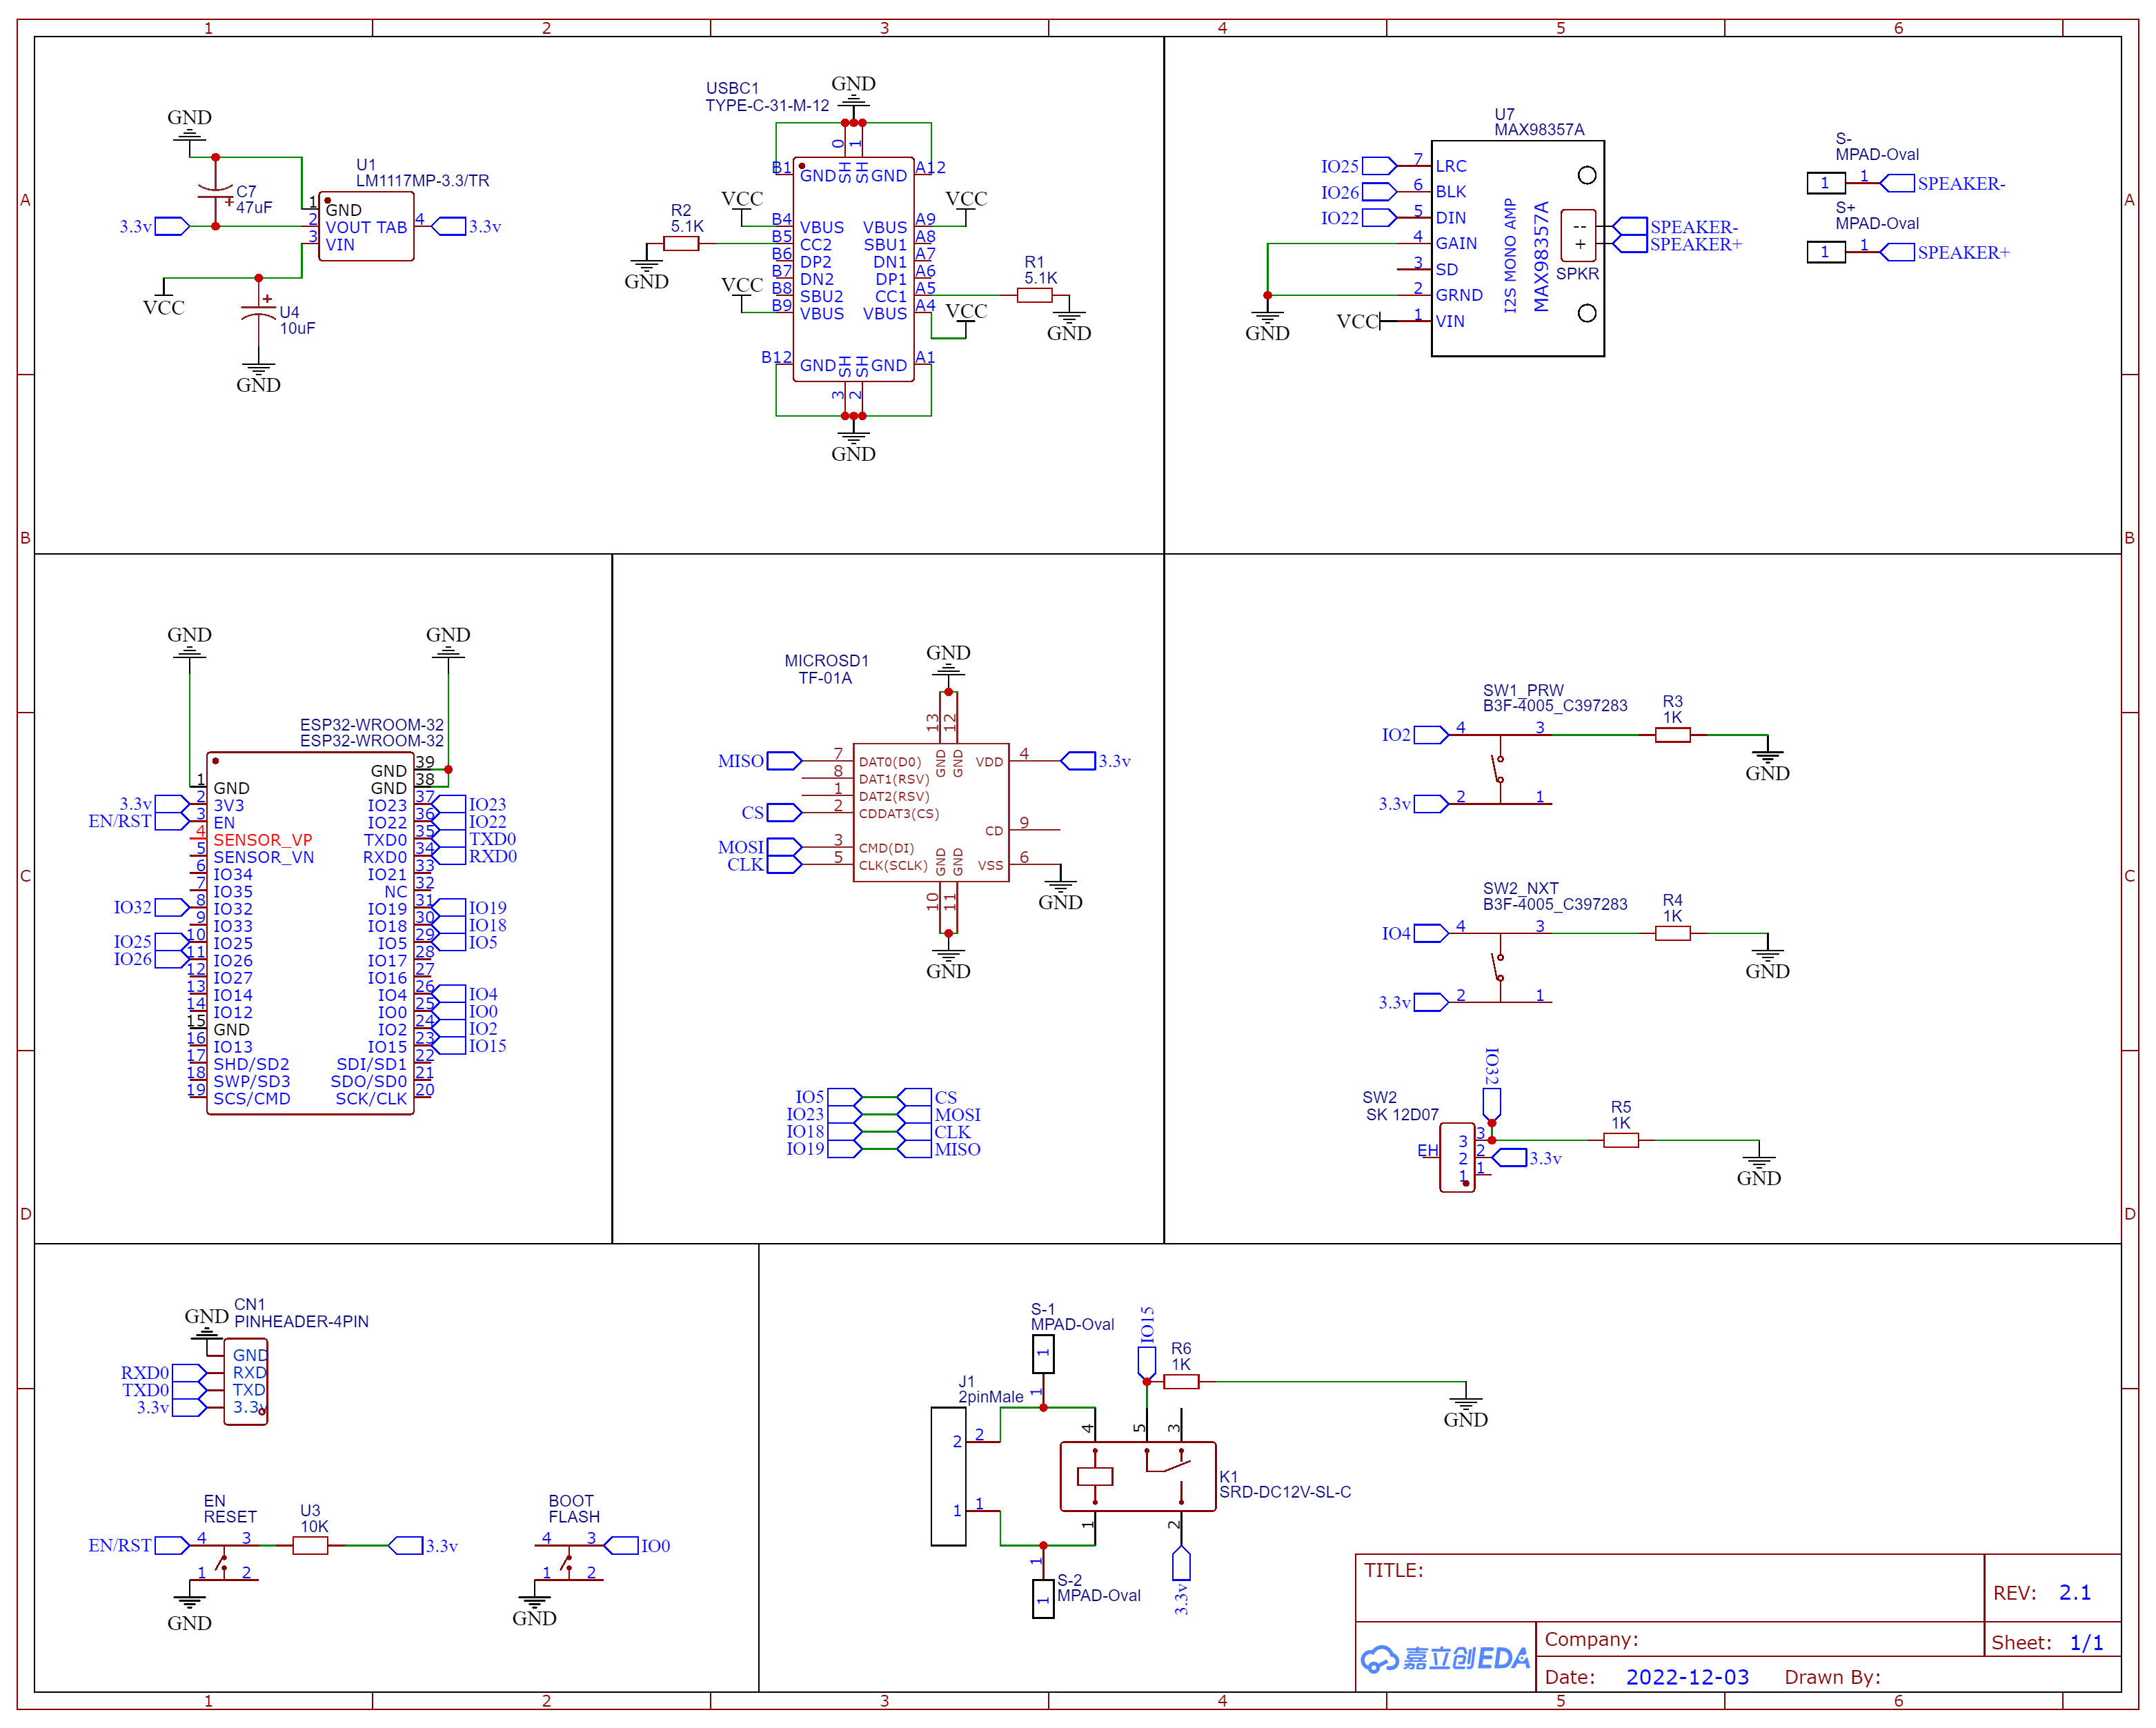 1 2 3 4 5 6
A
B
C
D
GND
C7
47uF
U1
LM1117MP-3.3/TR
1 GND
2 VOUT TAB 4
3 VIN
3.3v
3.3v
VCC
U4
10uF
GND
USBC1
TYPE-C-31-M-12
GND
0 1
B1 GND SH SH GND A12
VCC
VCC
B4 VBUS VBUS A9
B5 CC2 SBU1 A8
B6 DP2 DN1 A7
B7 DN2 DP1 A6
B8 SBU2 CC1 A5
B9 VBUS VBUS A4
B12 GND SH SH GND A1
3 2
GND
R2
5.1K
GND
VCC
VCC
R1
5.1K
GND
U7
MAX98357A
IO25 7 LRC
IO26 6 BLK
IO22 5 DIN
4 GAIN
3 SD
2 GRND
VCC 1 VIN
GND
I2S MONO AMP
MAX98357A
--
+
SPKR
SPEAKER-
SPEAKER+
S-
MPAD-Oval
1 1 SPEAKER-
S+
MPAD-Oval
1 1 SPEAKER+
GND
GND
ESP32-WROOM-32
ESP32-WROOM-32
GND 39
1 GND GND 38
3.3v 2 3V3 IO23 37 IO23
EN/RST 3 EN IO22 36 IO22
4 SENSOR_VP TXD0 35 TXD0
5 SENSOR_VN RXD0 34 RXD0
6 IO34 IO21 33
7 IO35 NC 32
IO32 8 IO32 IO19 31 IO19
9 IO33 IO18 30 IO18
IO25 10 IO25 IO5 29 IO5
IO26 11 IO26 IO17 28
12 IO27 IO16 27
13 IO14 IO4 26 IO4
14 IO12 IO0 25 IO0
15 GND IO2 24 IO2
16 IO13 IO15 23 IO15
17 SHD/SD2 SDI/SD1 22
18 SWP/SD3 SDO/SD0 21
19 SCS/CMD SCK/CLK 20
MICROSD1
TF-01A
GND
13 12
GND GND
MISO 7 DAT0(D0) VDD 4 3.3v
8 DAT1(RSV)
1 DAT2(RSV)
CS 2 CDDAT3(CS)
CD 9
MOSI 3 CMD(DI)
CLK 5 CLK(SCLK) VSS 6
GND GND
10 11
GND
GND
IO5 CS
IO23 MOSI
IO18 CLK
IO19 MISO
SW1_PRW
B3F-4005_C397283
IO2 4 3
R3
1K
GND
3.3v 2 1
SW2_NXT
B3F-4005_C397283
IO4 4 3
R4
1K
GND
3.3v 2 1
IO32
SW2
SK 12D07
EH
3 3
2 2 3.3v
1 1
R5
1K
GND
CN1
PINHEADER-4PIN
GND
GND
RXD0 RXD
TXD0 TXD
3.3v 3.3v
EN
RESET
EN/RST 4 3
1 2
GND
U3
10K
3.3v
BOOT
FLASH
4 3 IO0
1 2
GND
S-1
MPAD-Oval
1
1
J1
2pinMale
2 2
1 1
IO15
R6
1K
GND
4 5 3
K1
SRD-DC12V-SL-C
1 2
1
S-2
MPAD-Oval
1
3.3v
TITLE:
REV: 2.1
嘉立创EDA
Company:
Sheet: 1/1
Date: 2022-12-03 Drawn By:
A
B
C
D
1 2 3 4 5 6